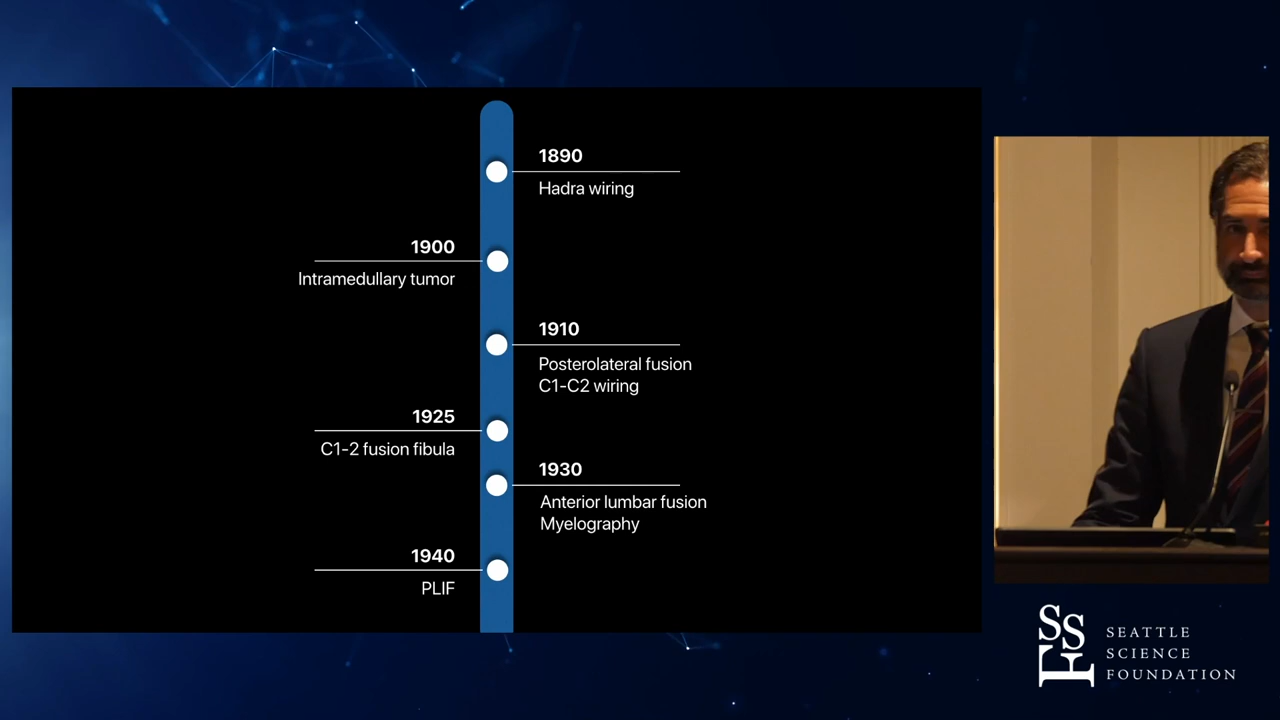 1890
Hadra wiring
1900
Intramedullary tumor
1910
Posterolateral fusion
C1-C2 wiring
1925
C1-2 fusion fibula
1930
Anterior lumbar fusion
Myelography
1940
PLIF
SSF
SEATTLE
SCIENCE
FOUNDATION